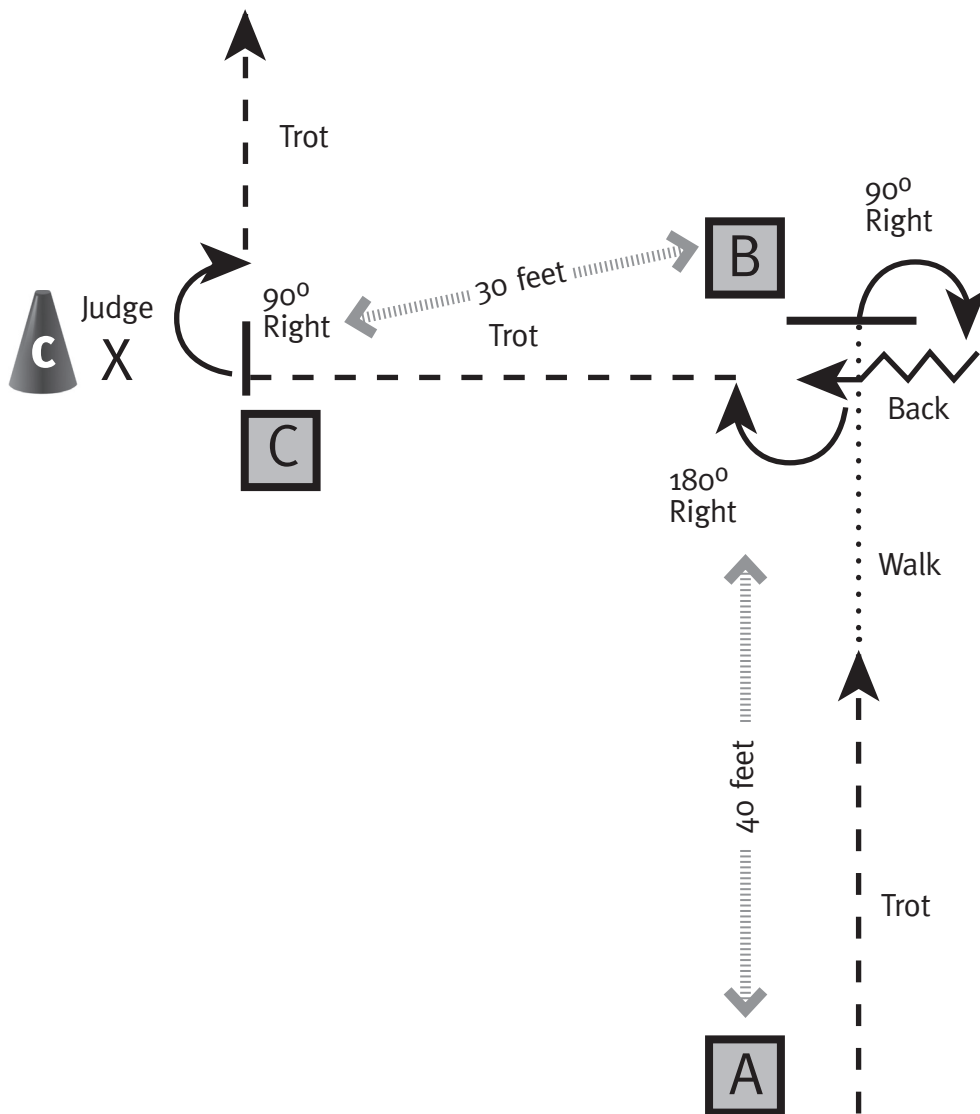 Trot
90º
Right
B
30 feet
Judge
C
X
90º
Right
Trot
Back
C
180º
Right
Walk
40 feet
Trot
A